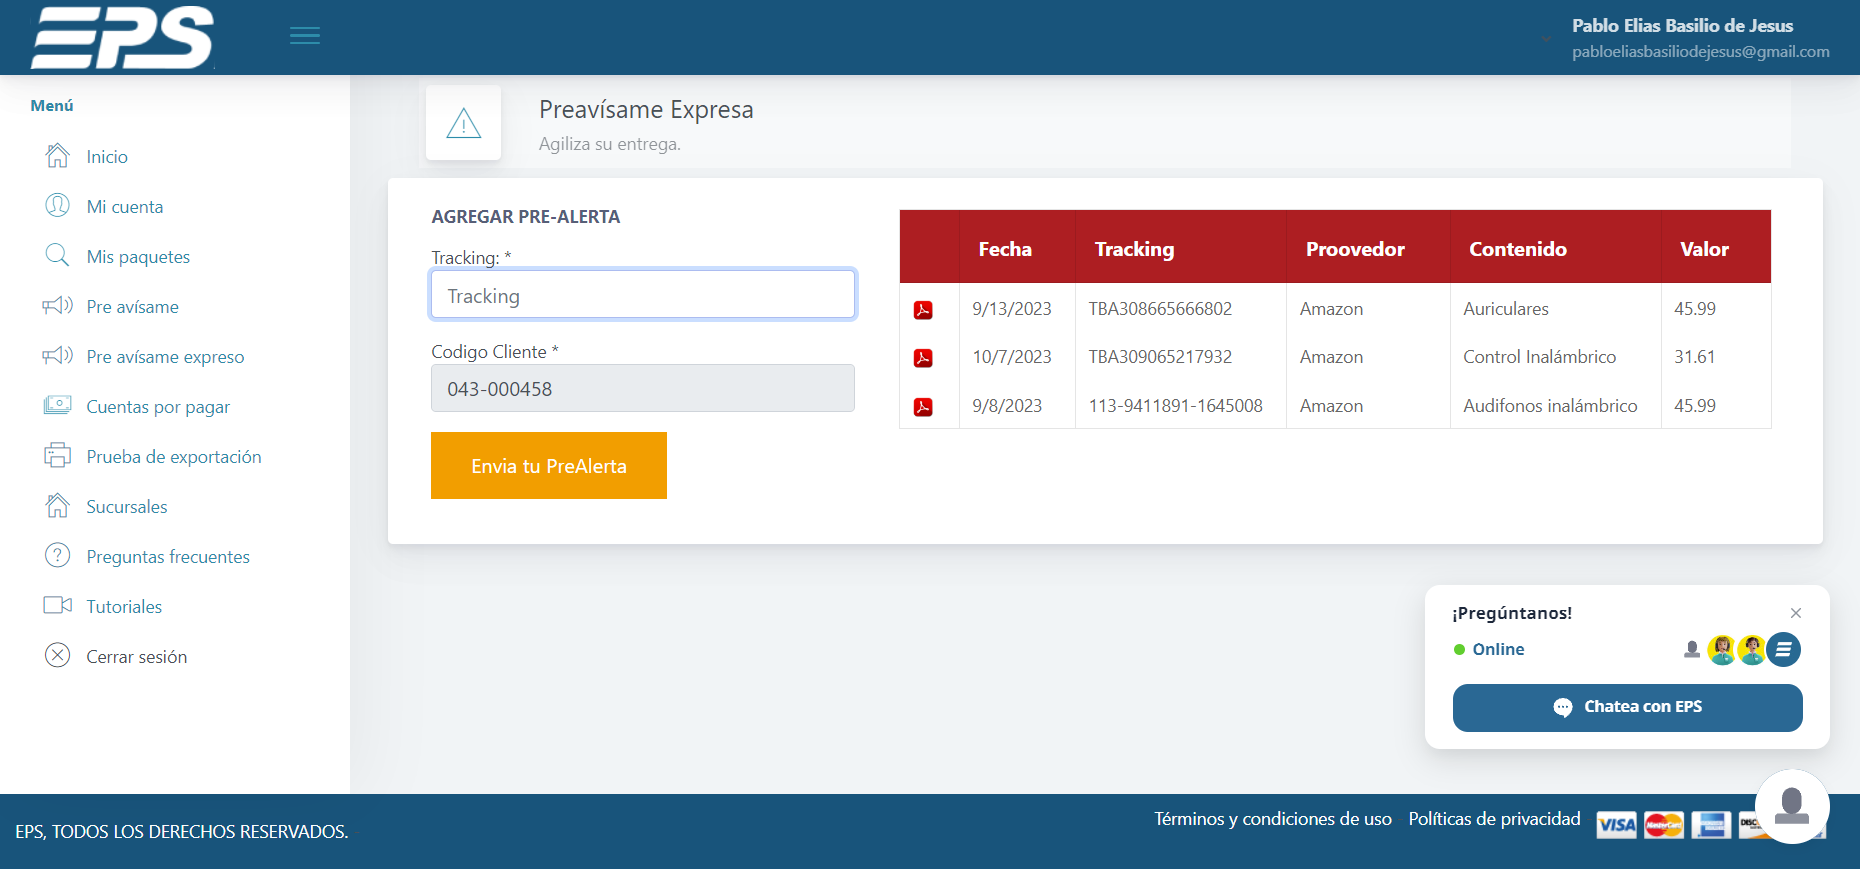 EPS
Pablo Elias Basilio de Jesus
pabloeliasbasiliodejesus@gmail.com
Menú
Inicio
Mi cuenta
Mis paquetes
Pre avísame
Pre avísame expreso
Cuentas por pagar
Prueba de exportación
Sucursales
Preguntas frecuentes
Tutoriales
Cerrar sesión
Preavísame Expresa
Agiliza su entrega.
AGREGAR PRE-ALERTA
Tracking: *
Tracking
Codigo Cliente *
043-000458
Envia tu PreAlerta
Fecha Tracking Proovedor Contenido Valor
9/13/2023 TBA308665666802 Amazon Auriculares 45.99
10/7/2023 TBA309065217932 Amazon Control Inalámbrico 31.61
9/8/2023 113-9411891-1645008 Amazon Audifonos inalámbrico 45.99
¡Pregúntanos!
Online
Chatea con EPS
EPS, TODOS LOS DERECHOS RESERVADOS.
Términos y condiciones de uso Políticas de privacidad
VISA MasterCard